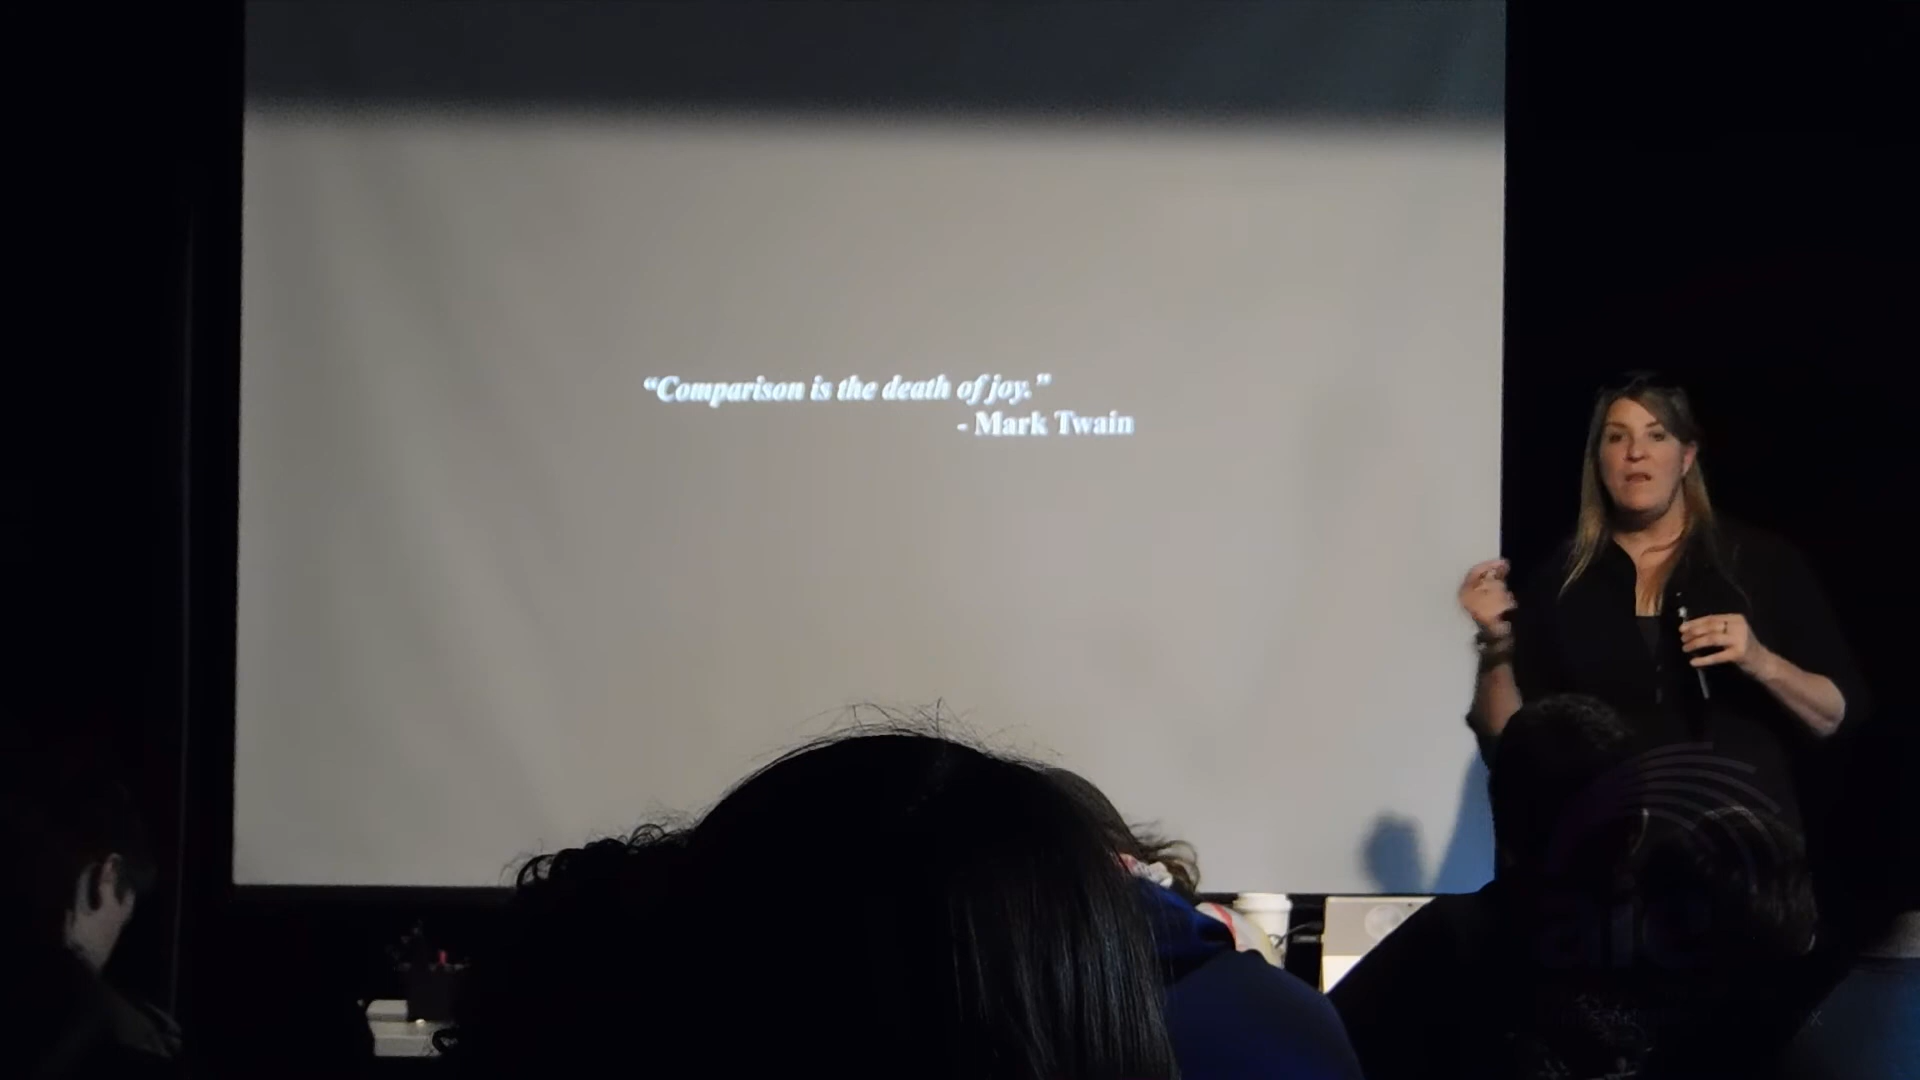 “Comparison is the death of joy.”
- Mark Twain